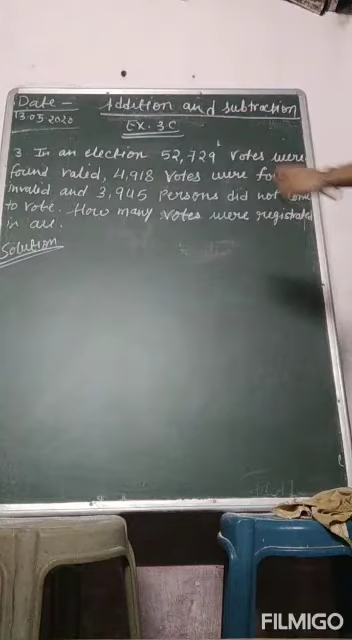 Date - Addition and subtraction
13.05 2020 Ex. 3.C
3 In an election 52,729 votes were
found valid, 4,918 votes were
invalid and 3,945 persons did not come
to vote. How many votes were registrated
in all.
Solution
FILMIGO